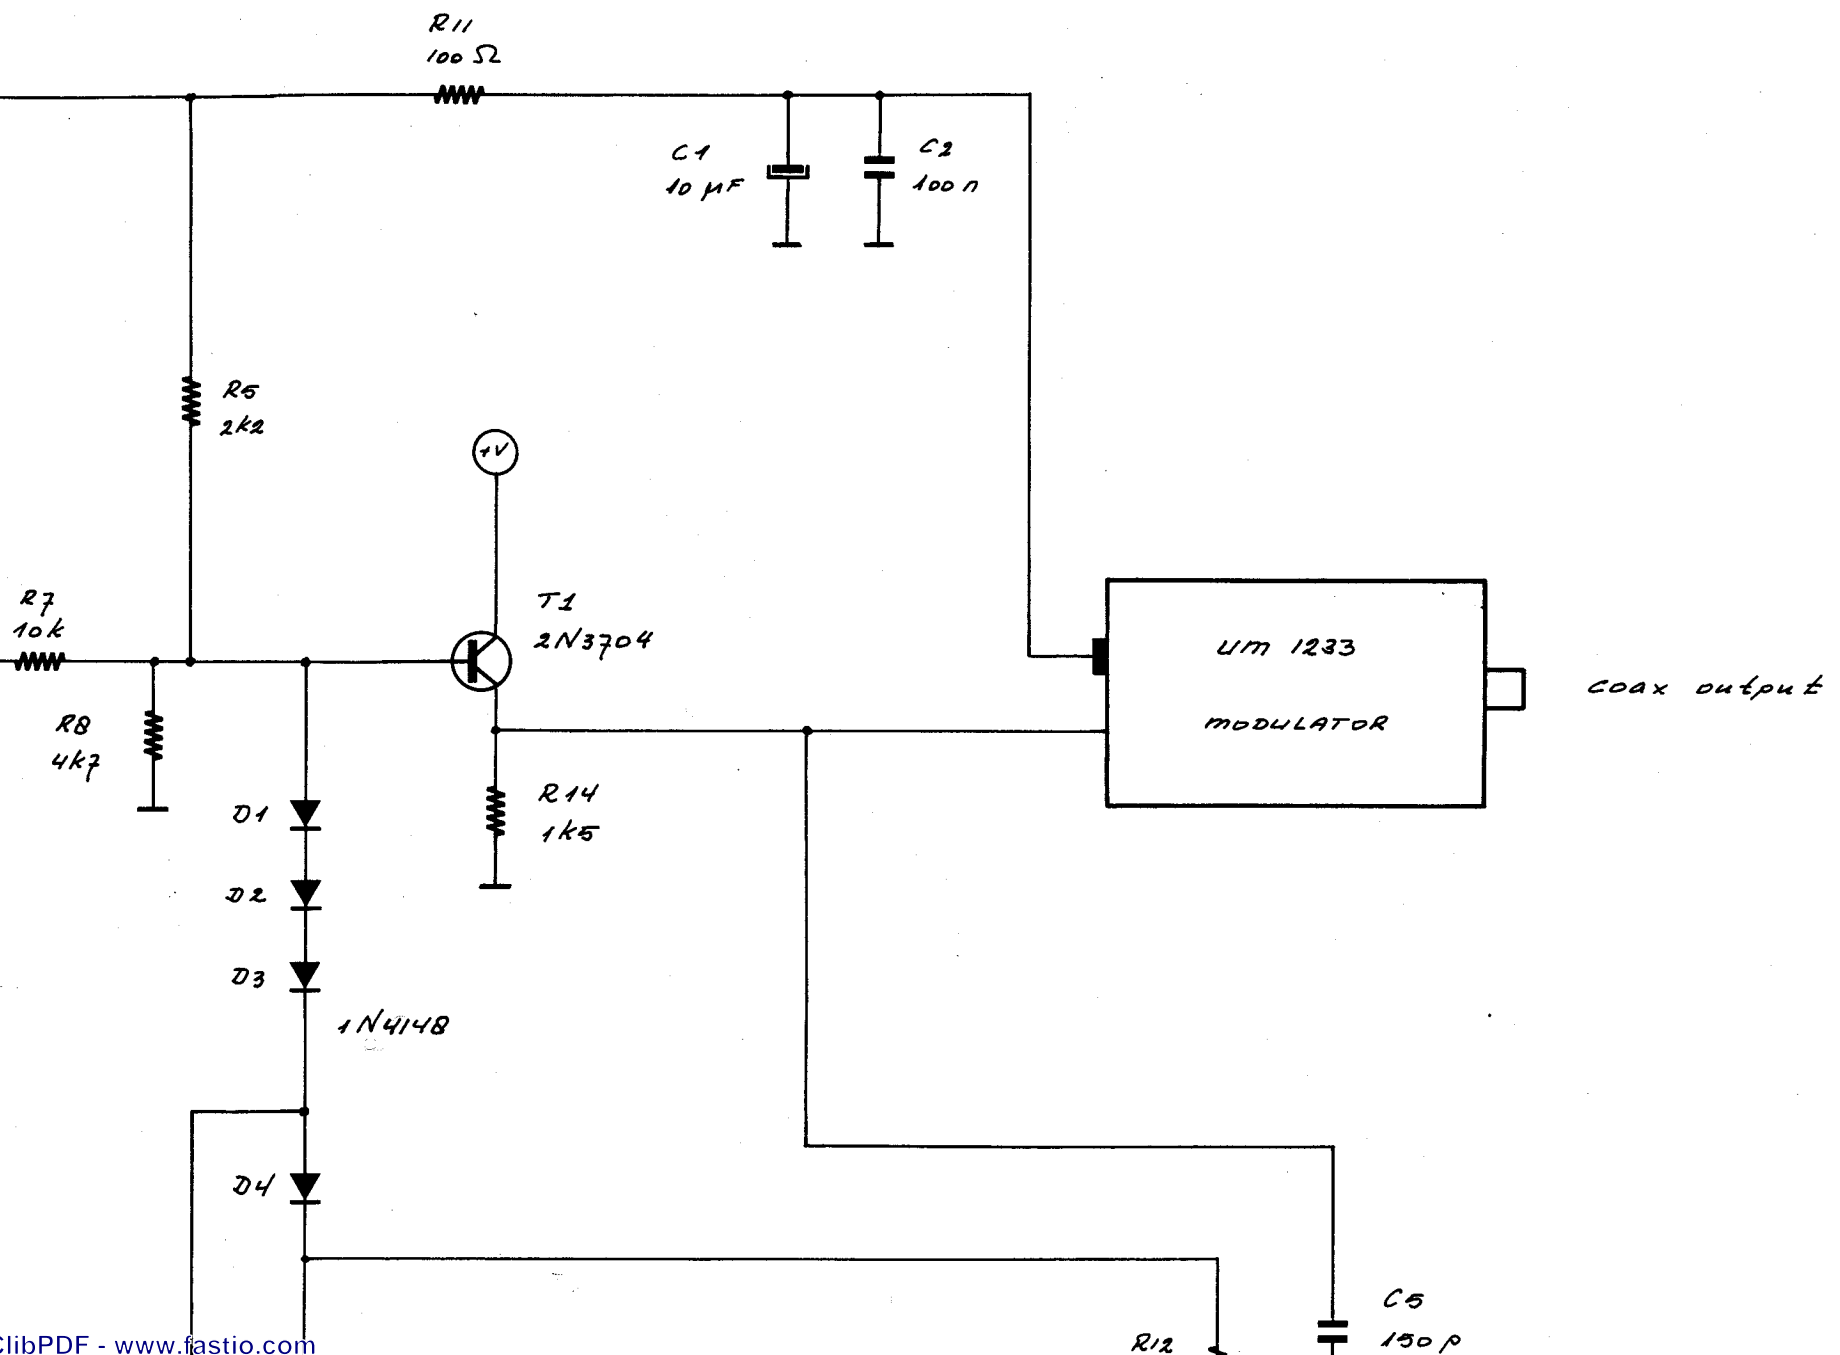 R11
100 Ω
C1
10 µF
C2
100 n
R5
2k2
+V
R7
10k
T1
2N3704
UM 1233
MODULATOR
coax output
R8
4k7
D1
R14
1k5
D2
D3
1N4148
D4
C5
150 p
R12
ClibPDF - www.fastio.com